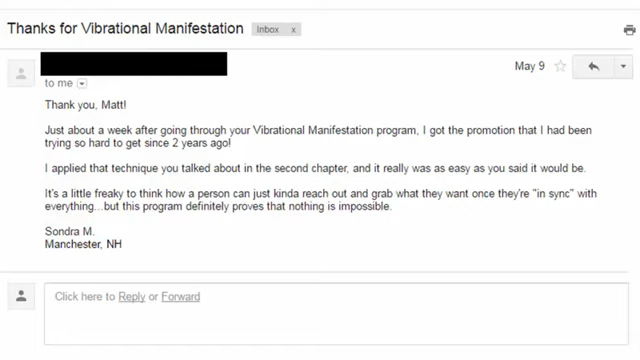 Thanks for Vibrational Manifestation Inbox x
May 9
to me
Thank you, Matt!
Just about a week after going through your Vibrational Manifestation program, I got the promotion that I had been
trying so hard to get since 2 years ago!
I applied that technique you talked about in the second chapter, and it really was as easy as you said it would be.
It's a little freaky to think how a person can just kinda reach out and grab what they want once they're "in sync" with
everything...but this program definitely proves that nothing is impossible.
Sondra M.
Manchester, NH
Click here to Reply or Forward